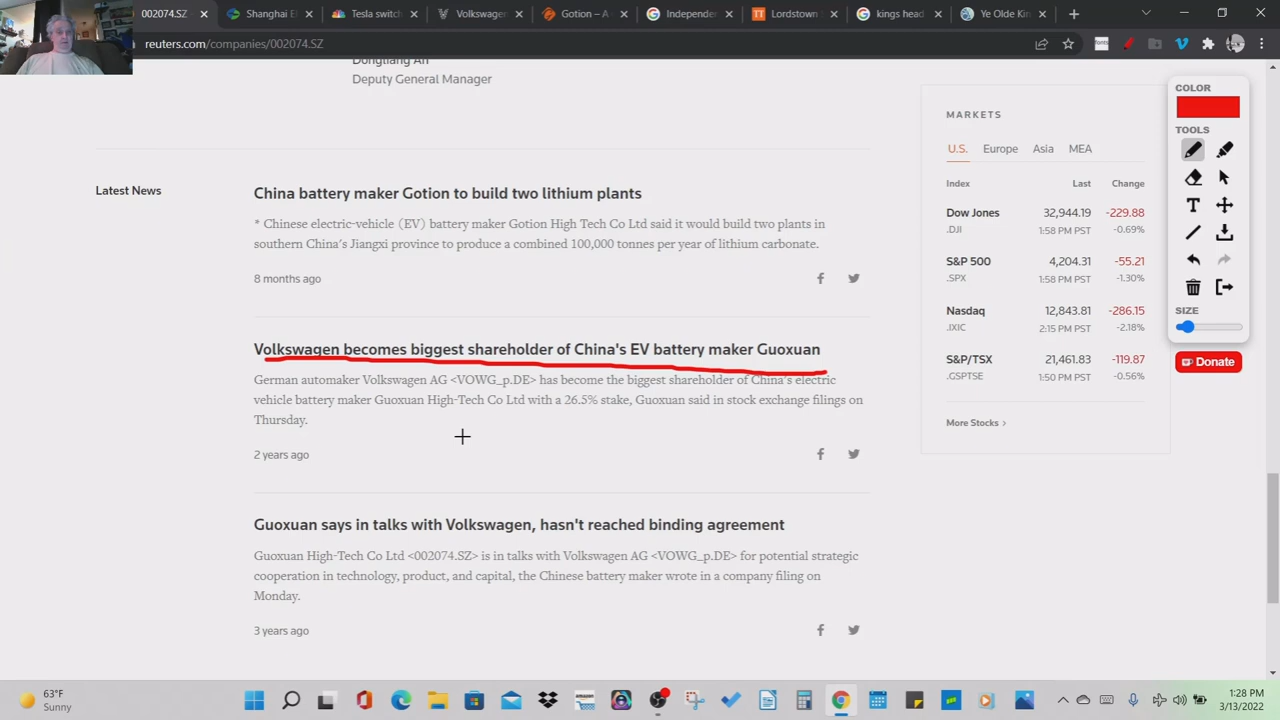 002074.SZ
Shanghai El
Tesla switc
Volkswagen
Gotion – A
Independer
Lordstown
kings head
Ye Olde Kin
reuters.com/companies/002074.SZ
Dongliang An
Deputy General Manager
Latest News
China battery maker Gotion to build two lithium plants
* Chinese electric-vehicle (EV) battery maker Gotion High Tech Co Ltd said it would build two plants in
southern China's Jiangxi province to produce a combined 100,000 tonnes per year of lithium carbonate.
8 months ago
Volkswagen becomes biggest shareholder of China's EV battery maker Guoxuan
German automaker Volkswagen AG <VOWG_p.DE> has become the biggest shareholder of China's electric
vehicle battery maker Guoxuan High-Tech Co Ltd with a 26.5% stake, Guoxuan said in stock exchange filings on
Thursday.
2 years ago
Guoxuan says in talks with Volkswagen, hasn't reached binding agreement
Guoxuan High-Tech Co Ltd <002074.SZ> is in talks with Volkswagen AG <VOWG_p.DE> for potential strategic
cooperation in technology, product, and capital, the Chinese battery maker wrote in a company filing on
Monday.
3 years ago
MARKETS
U.S. Europe Asia MEA
Index Last Change
Dow Jones 32,944.19 -229.88
.DJI 1:58 PM PST -0.69%
S&P 500 4,204.31 -55.21
.SPX 1:58 PM PST -1.30%
Nasdaq 12,843.81 -286.15
.IXIC 2:15 PM PST -2.18%
S&P/TSX 21,461.83 -119.87
.GSPTSE 1:50 PM PST -0.56%
More Stocks >
COLOR
TOOLS
SIZE
Donate
63°F
Sunny
1:28 PM
3/13/2022